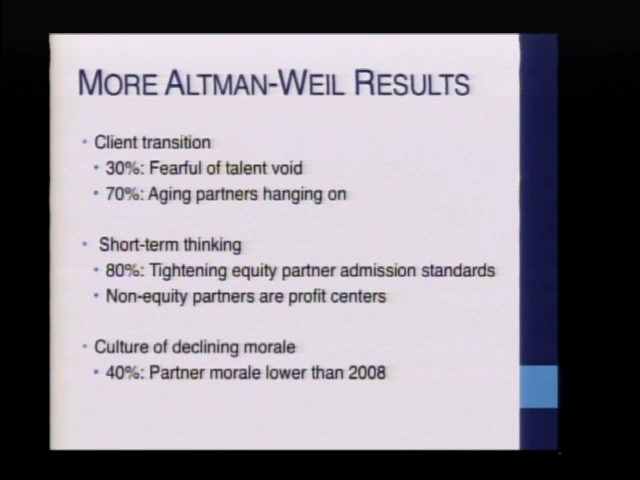 MORE ALTMAN-WEIL RESULTS
• Client transition
• 30%: Fearful of talent void
• 70%: Aging partners hanging on
• Short-term thinking
• 80%: Tightening equity partner admission standards
• Non-equity partners are profit centers
• Culture of declining morale
• 40%: Partner morale lower than 2008